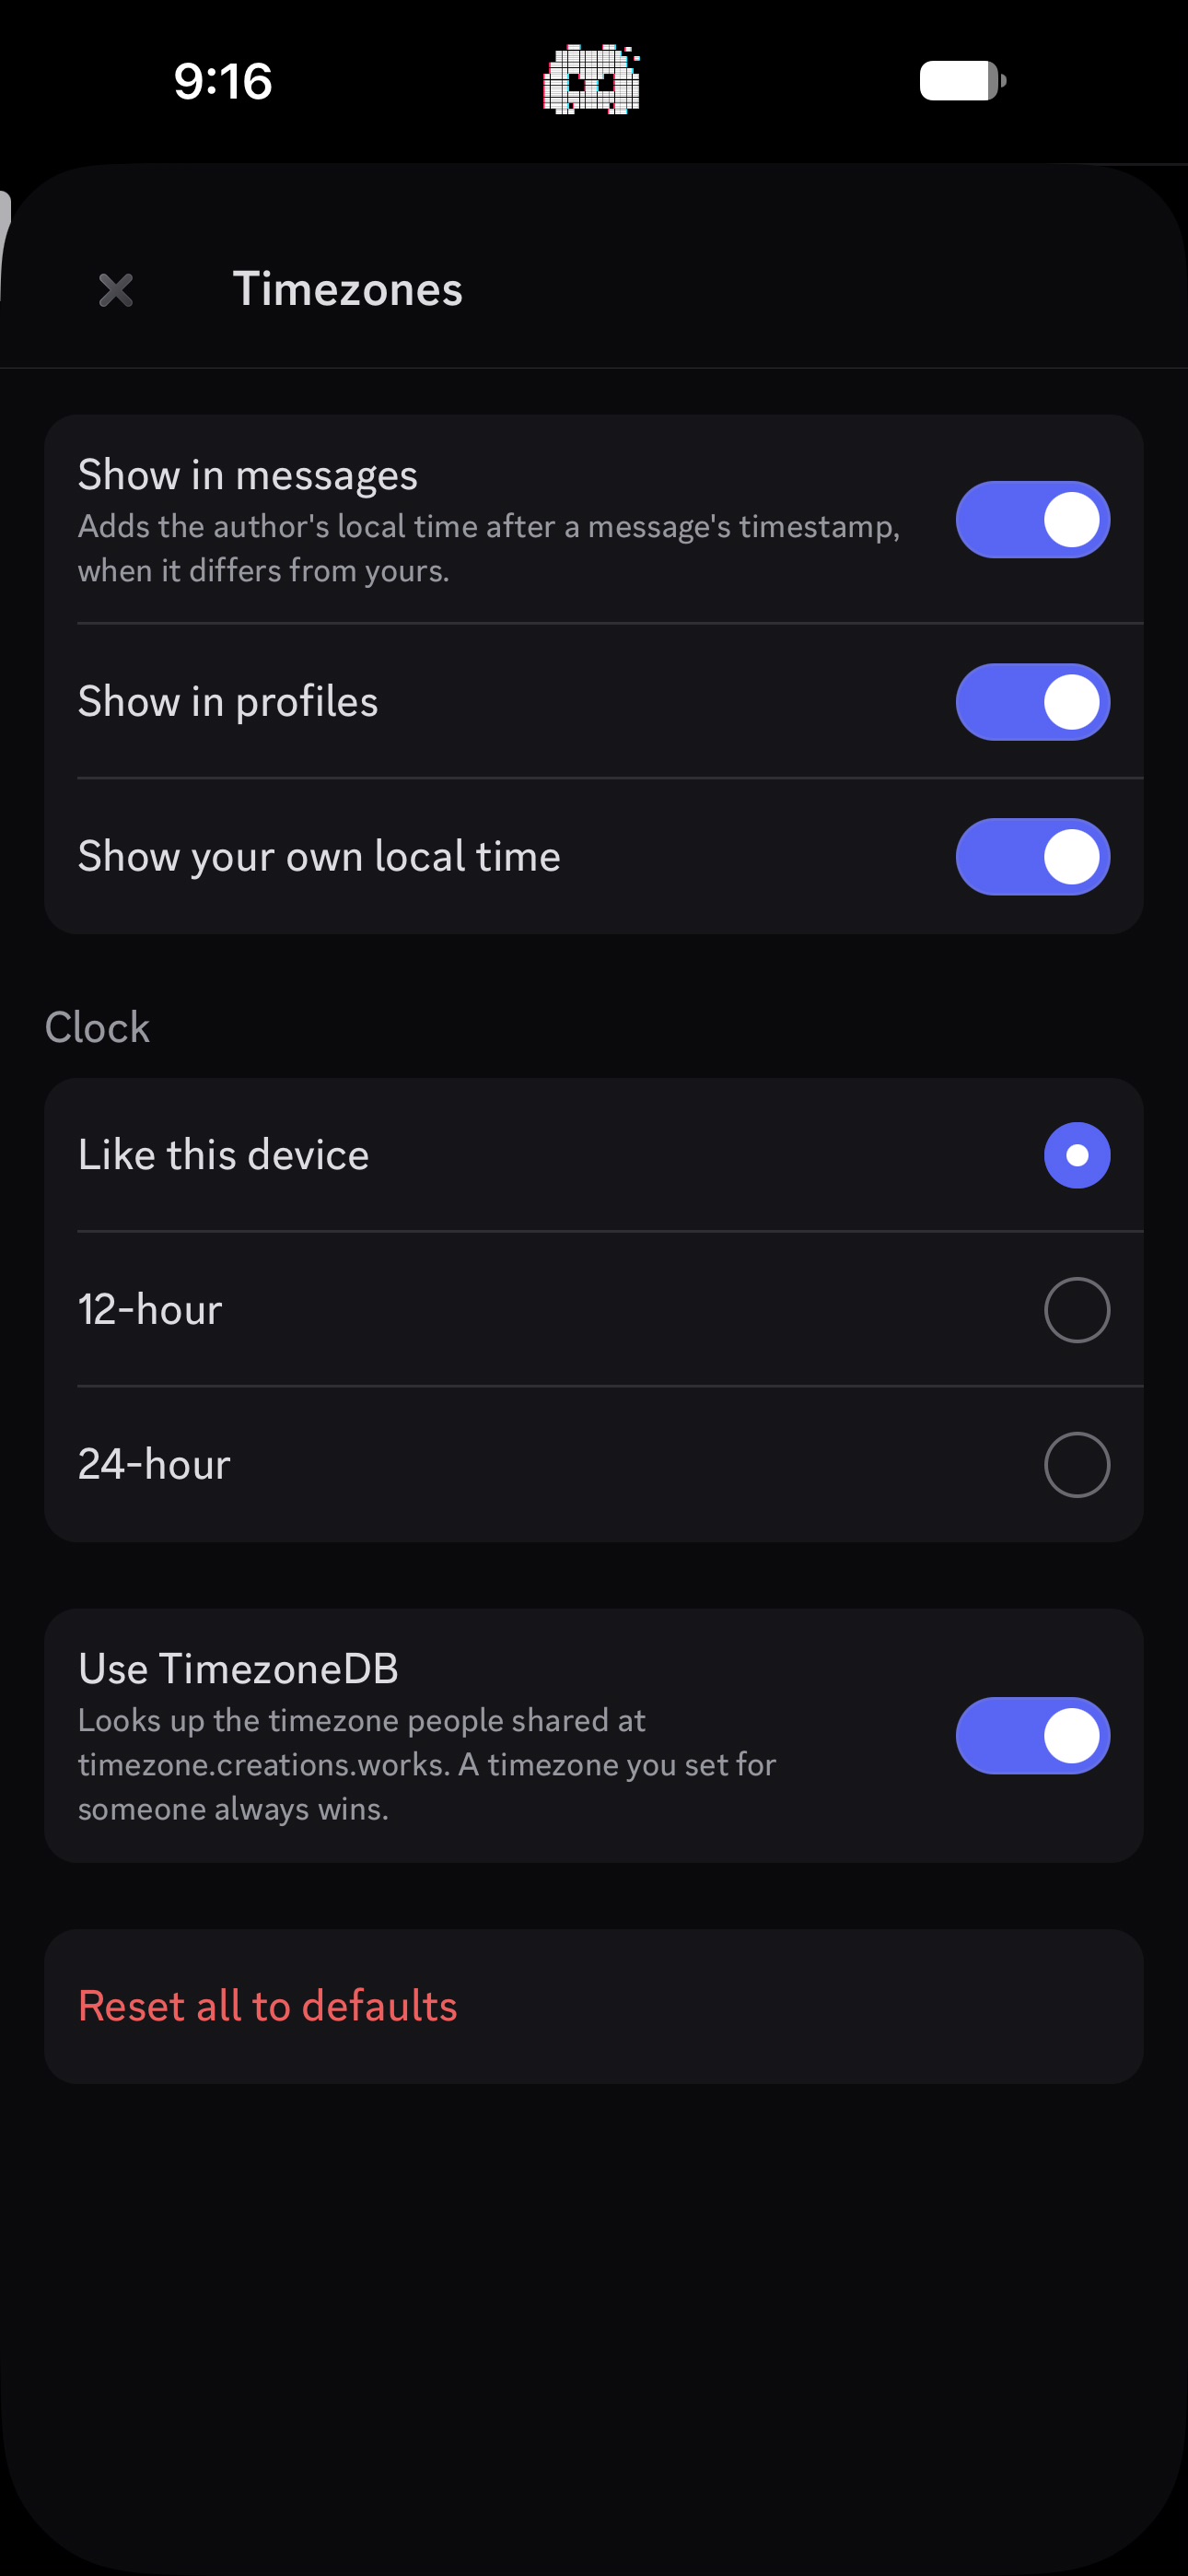 9:16
Timezones
Show in messages
Adds the author's local time after a message's timestamp,
when it differs from yours.
Show in profiles
Show your own local time
Clock
Like this device
12-hour
24-hour
Use TimezoneDB
Looks up the timezone people shared at
timezone.creations.works. A timezone you set for
someone always wins.
Reset all to defaults